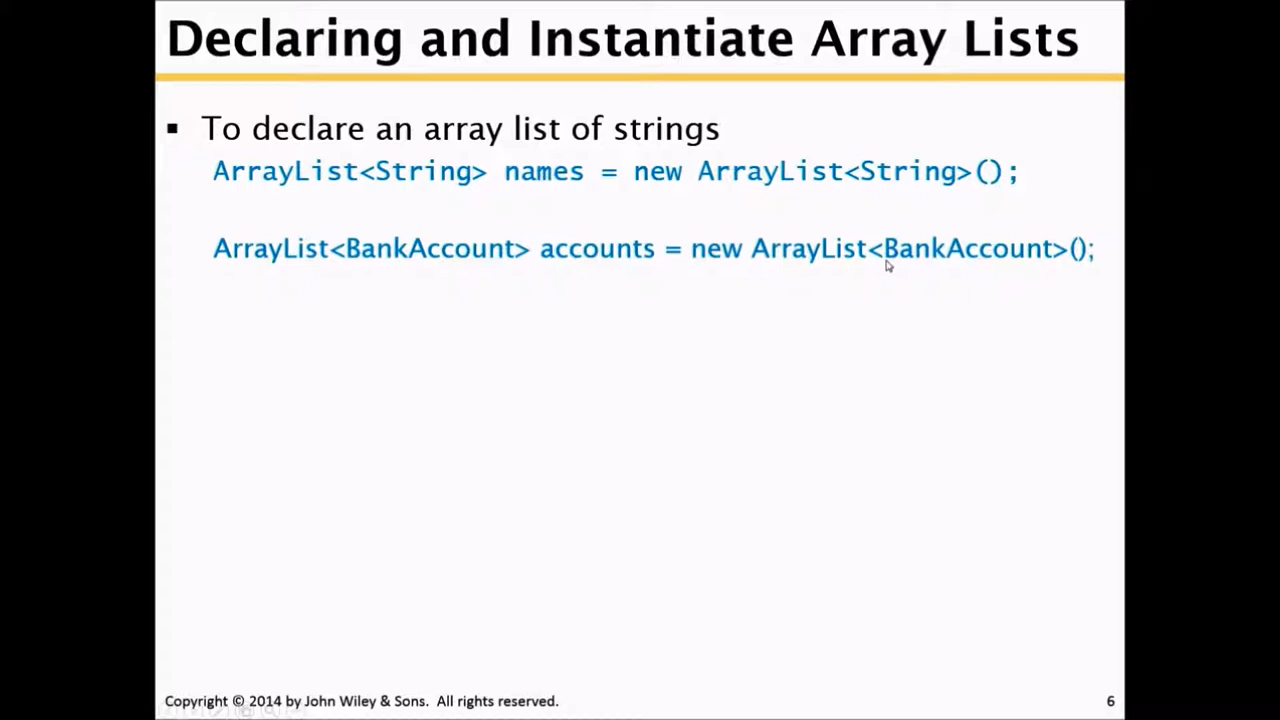 Declaring and Instantiate Array Lists
▪ To declare an array list of strings
ArrayList<String> names = new ArrayList<String>();
ArrayList<BankAccount> accounts = new ArrayList<BankAccount>();
Copyright © 2014 by John Wiley & Sons. All rights reserved.
6